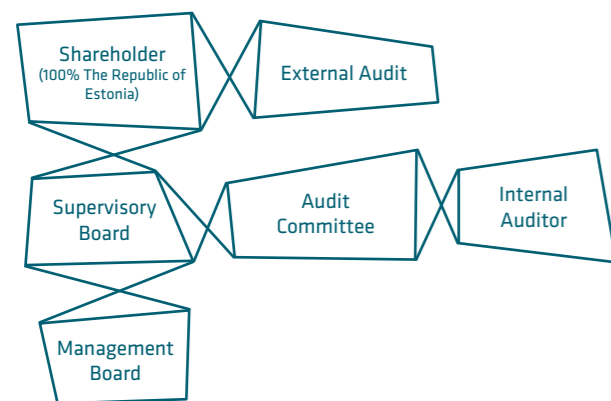 Shareholder
(100% The Republic of
Estonia)
External Audit
Supervisory
Board
Audit
Committee
Internal
Auditor
Management
Board